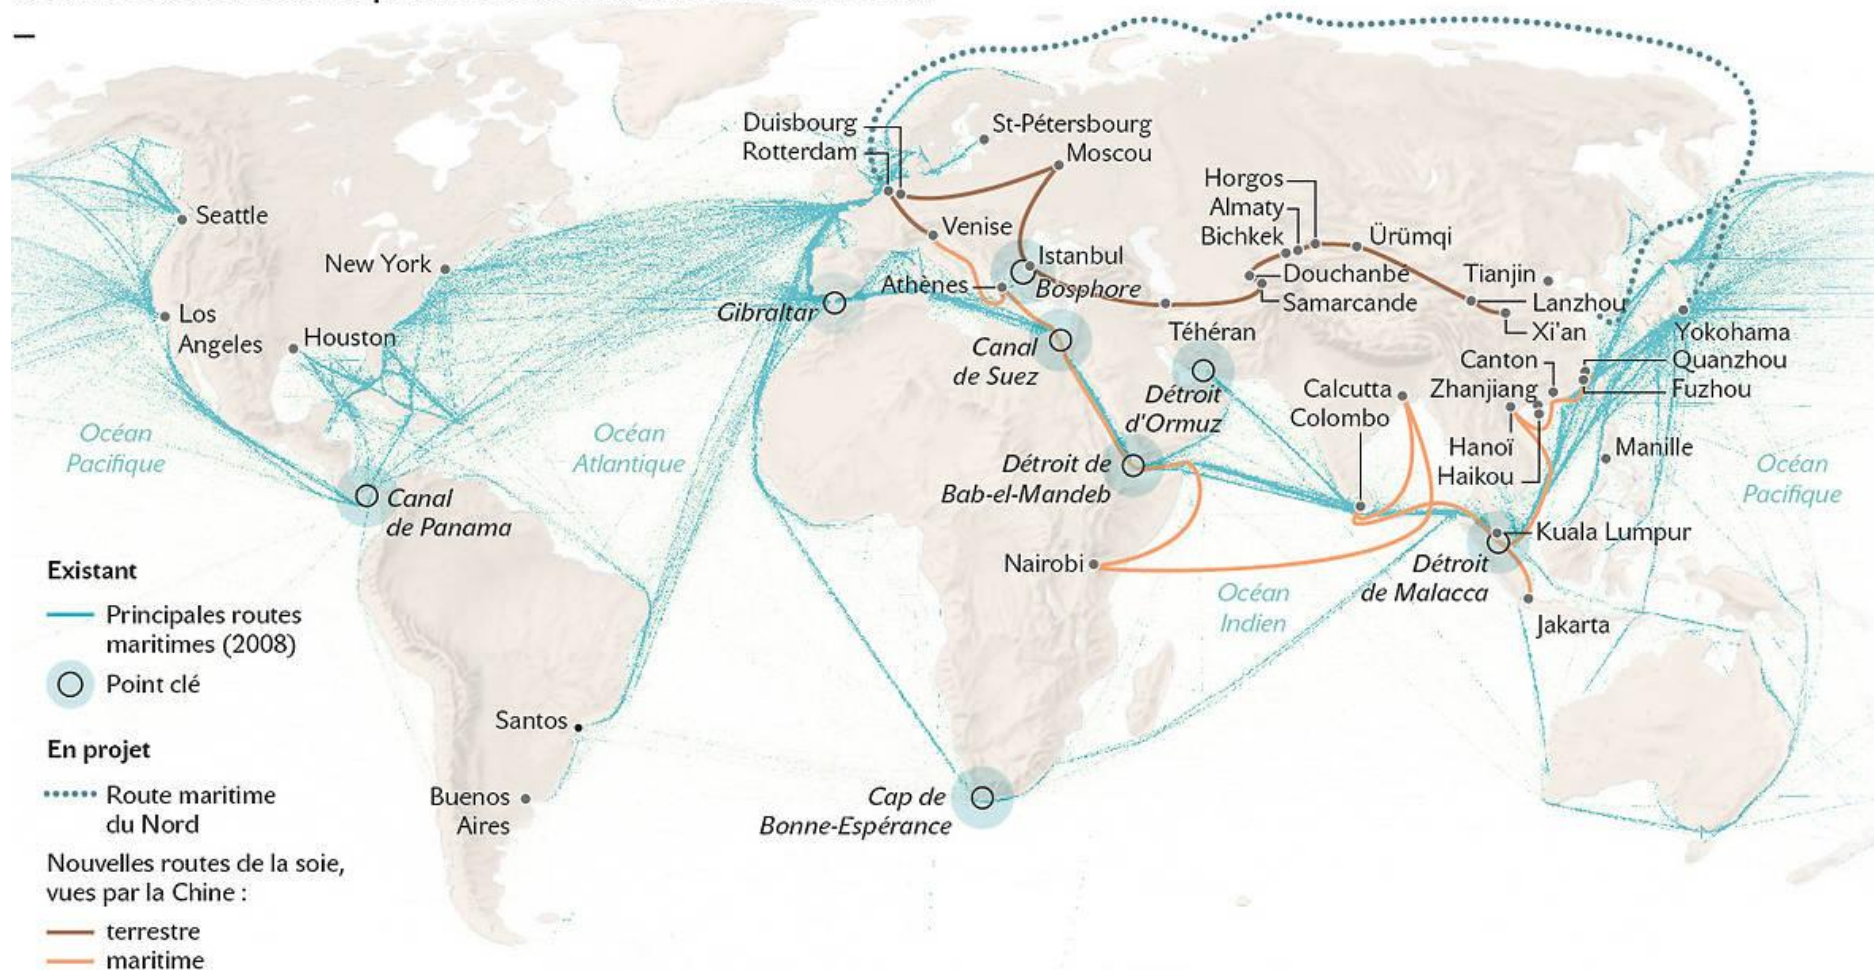 Duisbourg
Rotterdam
St-Pétersbourg
Moscou
Horgos
Almaty
Bichkek
Ürümqi
Seattle
Venise
New York
Istanbul
Bosphore
Douchanbé
Samarcande
Tianjin
Lanzhou
Xi'an
Athènes
Gibraltar
Los
Angeles
Houston
Canal
de Suez
Téhéran
Détroit
d'Ormuz
Yokohama
Quanzhou
Fuzhou
Canton
Zhanjiang
Calcutta
Colombo
Hanoï
Haikou
Manille
Océan
Pacifique
Océan
Atlantique
Océan
Pacifique
Détroit de
Bab-el-Mandeb
Canal
de Panama
Kuala Lumpur
Détroit
de Malacca
Nairobi
Océan
Indien
Jakarta
Santos
Buenos
Aires
Cap de
Bonne-Espérance
Existant
Principales routes
maritimes (2008)
Point clé
En projet
Route maritime
du Nord
Nouvelles routes de la soie,
vues par la Chine :
terrestre
maritime